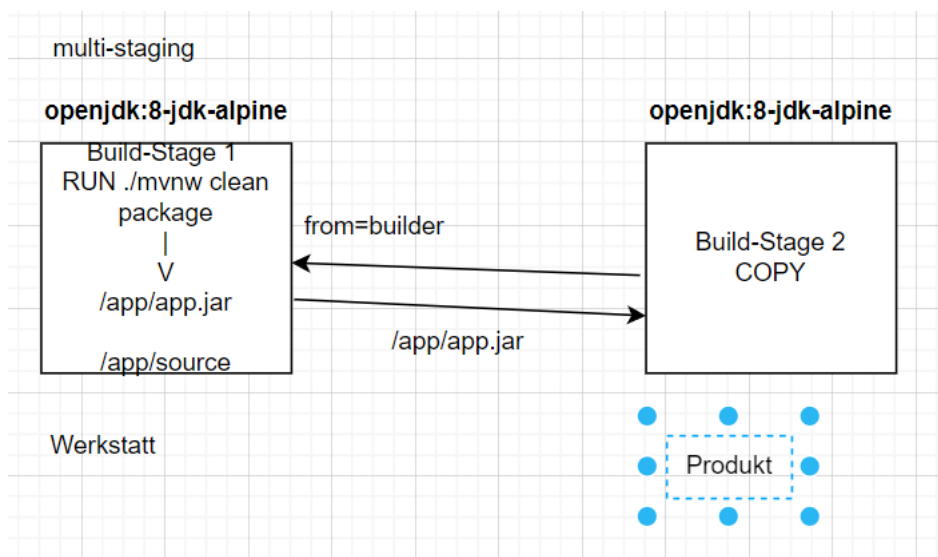 multi-staging
openjdk:8-jdk-alpine
Build-Stage 1
RUN ./mvnw clean
package
|
V
/app/app.jar
/app/source
from=builder
/app/app.jar
openjdk:8-jdk-alpine
Build-Stage 2
COPY
Werkstatt
Produkt